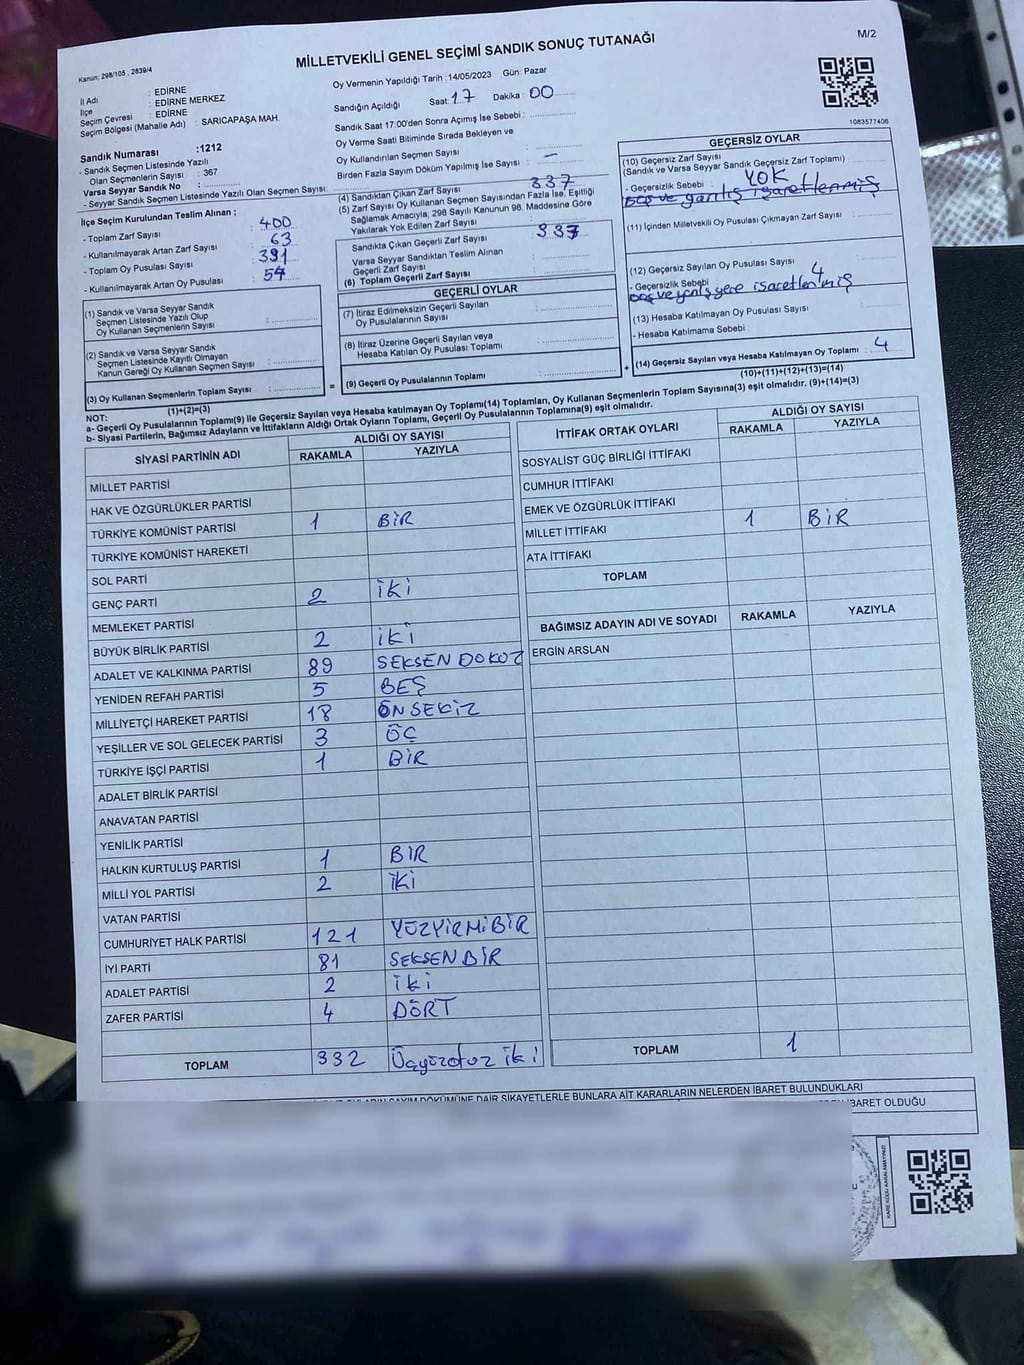 MİLLETVEKİLİ GENEL SEÇİMİ SANDIK SONUÇ TUTANAĞI
M/2
Kanun: 298/105 , 2839/4
İl Adı : EDİRNE
İlçe : EDİRNE MERKEZ
Seçim Çevresi : EDİRNE
Seçim Bölgesi (Mahalle Adı) : SARICAPAŞA MAH.
Sandık Numarası :1212
- Sandık Seçmen Listesinde Yazılı
Olan Seçmenlerin Sayısı : 367
Varsa Seyyar Sandık No :
- Seyyar Sandık Seçmen Listesinde Yazılı Olan Seçmen Sayısı:
İlçe Seçim Kurulundan Teslim Alınan ;
- Toplam Zarf Sayısı : 400
- Kullanılmayarak Artan Zarf Sayısı : 63
- Toplam Oy Pusulası Sayısı : 391
- Kullanılmayarak Artan Oy Pusulası : 54
(1) Sandık ve Varsa Seyyar Sandık
Seçmen Listesinde Yazılı Olup
Oy Kullanan Seçmenlerin Sayısı :
(2) Sandık ve Varsa Seyyar Sandık
Seçmen Listesinde Kayıtlı Olmayan
Kanun Gereği Oy Kullanan Seçmen Sayısı :
(3) Oy Kullanan Seçmenlerin Toplam Sayısı :
(1)+(2)=(3)
Oy Vermenin Yapıldığı Tarih : 14/05/2023 Gün: Pazar
Sandığın Açıldığı Saat: 17 Dakika : 00
Sandık Saat 17:00'den Sonra Açımış İse Sebebi :
Oy Verme Saati Bitiminde Sırada Bekleyen ve
Oy Kullandırılan Seçmen Sayısı :
Birden Fazla Sayım Döküm Yapılmış İse Sayısı : —
(4) Sandıktan Çıkan Zarf Sayısı : 337
(5) Zarf Sayısı Oy Kullanan Seçmen Sayısından Fazla İse, Eşitliği
Sağlamak Amacıyla; 298 Sayılı Kanunun 98. Maddesine Göre
Yakılarak Yok Edilen Zarf Sayısı :
Sandıkta Çıkan Geçerli Zarf Sayısı : 337
Varsa Seyyar Sandıktan Teslim Alınan
Geçerli Zarf Sayısı :
(6) Toplam Geçerli Zarf Sayısı :
GEÇERLİ OYLAR
(7) İtiraz Edilmeksizin Geçerli Sayılan
Oy Pusulalarının Sayısı :
(8) İtiraz Üzerine Geçerli Sayılan veya
Hesaba Katılan Oy Pusulası Toplamı :
= (9) Geçerli Oy Pusulalarının Toplamı :
1083577406
GEÇERSİZ OYLAR
(10) Geçersiz Zarf Sayısı
(Sandık ve Varsa Seyyar Sandık Geçersiz Zarf Toplamı)
- Geçersizlik Sebebi : YOK
(11) İçinden Milletvekili Oy Pusulası Çıkmayan Zarf Sayısı :
(12) Geçersiz Sayılan Oy Pusulası Sayısı : 4
- Geçersizlik Sebebi
boş ve yanlış yere isaretlenmiş
(13) Hesaba Katılmayan Oy Pusulası Sayısı :
- Hesaba Katılmama Sebebi :
+ (14) Geçersiz Sayılan veya Hesaba Katılmayan Oy Toplamı : 4
(10)+(11)+(12)+(13)=(14)
NOT:
a- Geçerli Oy Pusulalarının Toplamı(9) ile Geçersiz Sayılan veya Hesaba katılmayan Oy Toplamı(14) Toplamları, Oy Kullanan Seçmenlerin Toplam Sayısına(3) eşit olmalıdır. (9)+(14)=(3)
b- Siyasi Partilerin, Bağımsız Adayların ve İttifakların Aldığı Ortak Oyların Toplamı, Geçerli Oy Pusulalarının Toplamına(9) eşit olmalıdır.
SİYASİ PARTİNİN ADI ALDIĞI OY SAYISI
RAKAMLA YAZIYLA
MİLLET PARTİSİ
HAK VE ÖZGÜRLÜKLER PARTİSİ
TÜRKİYE KOMÜNİST PARTİSİ 1 BİR
TÜRKİYE KOMÜNİST HAREKETİ
SOL PARTİ
GENÇ PARTİ 2 İKİ
MEMLEKET PARTİSİ
BÜYÜK BİRLİK PARTİSİ 2 İKİ
ADALET VE KALKINMA PARTİSİ 89 SEKSEN DOKUZ
YENİDEN REFAH PARTİSİ 5 BEŞ
MİLLİYETÇİ HAREKET PARTİSİ 18 ONSEKİZ
YEŞİLLER VE SOL GELECEK PARTİSİ 3 ÜÇ
TÜRKİYE İŞÇİ PARTİSİ 1 BİR
ADALET BİRLİK PARTİSİ
ANAVATAN PARTİSİ
YENİLİK PARTİSİ
HALKIN KURTULUŞ PARTİSİ 1 BİR
MİLLİ YOL PARTİSİ 2 İKİ
VATAN PARTİSİ
CUMHURİYET HALK PARTİSİ 121 YÜZYİRMİBİR
İYİ PARTİ 81 SEKSEN BİR
ADALET PARTİSİ 2 İKİ
ZAFER PARTİSİ 4 DÖRT
TOPLAM 332 Üçyüzotuz iki
İTTİFAK ORTAK OYLARI ALDIĞI OY SAYISI
RAKAMLA YAZIYLA
SOSYALİST GÜÇ BİRLİĞİ İTTİFAKI
CUMHUR İTTİFAKI
EMEK VE ÖZGÜRLÜK İTTİFAKI
MİLLET İTTİFAKI 1 BİR
ATA İTTİFAKI
TOPLAM
BAĞIMSIZ ADAYIN ADI VE SOYADI RAKAMLA YAZIYLA
ERGİN ARSLAN
TOPLAM 1
SAYIM DÖKÜMÜNE DAİR ŞİKAYETLERLE BUNLARA AİT KARARLARIN NELERDEN İBARET BULUNDUKLARI
İBARET OLDUĞU
KARE KODU KARALAMAYINIZ